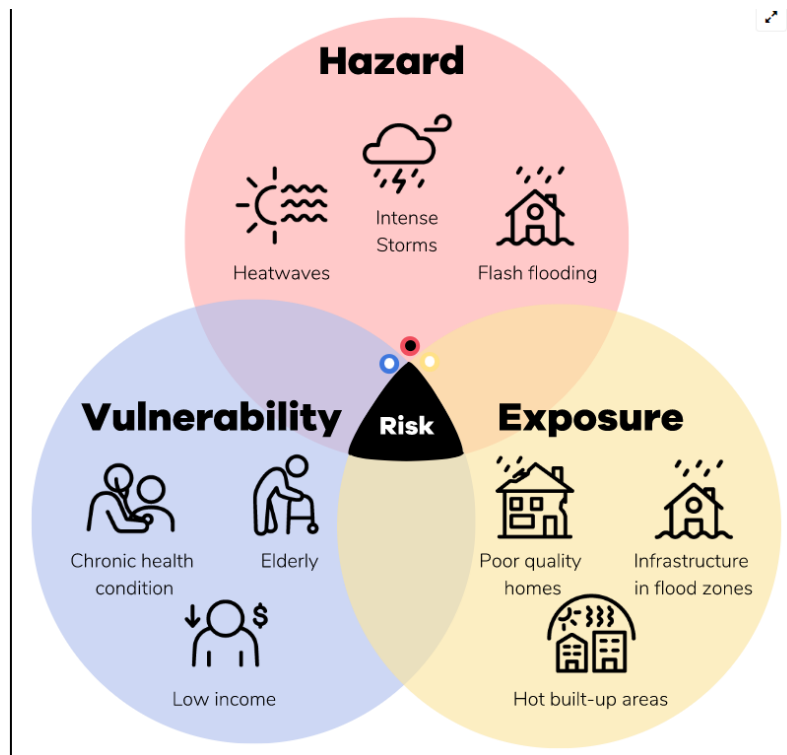 Hazard
Intense
Storms
Heatwaves
Flash flooding
Vulnerability
Risk
Exposure
Chronic health
condition
Elderly
Poor quality
homes
Infrastructure
in flood zones
$
Low income
Hot built-up areas